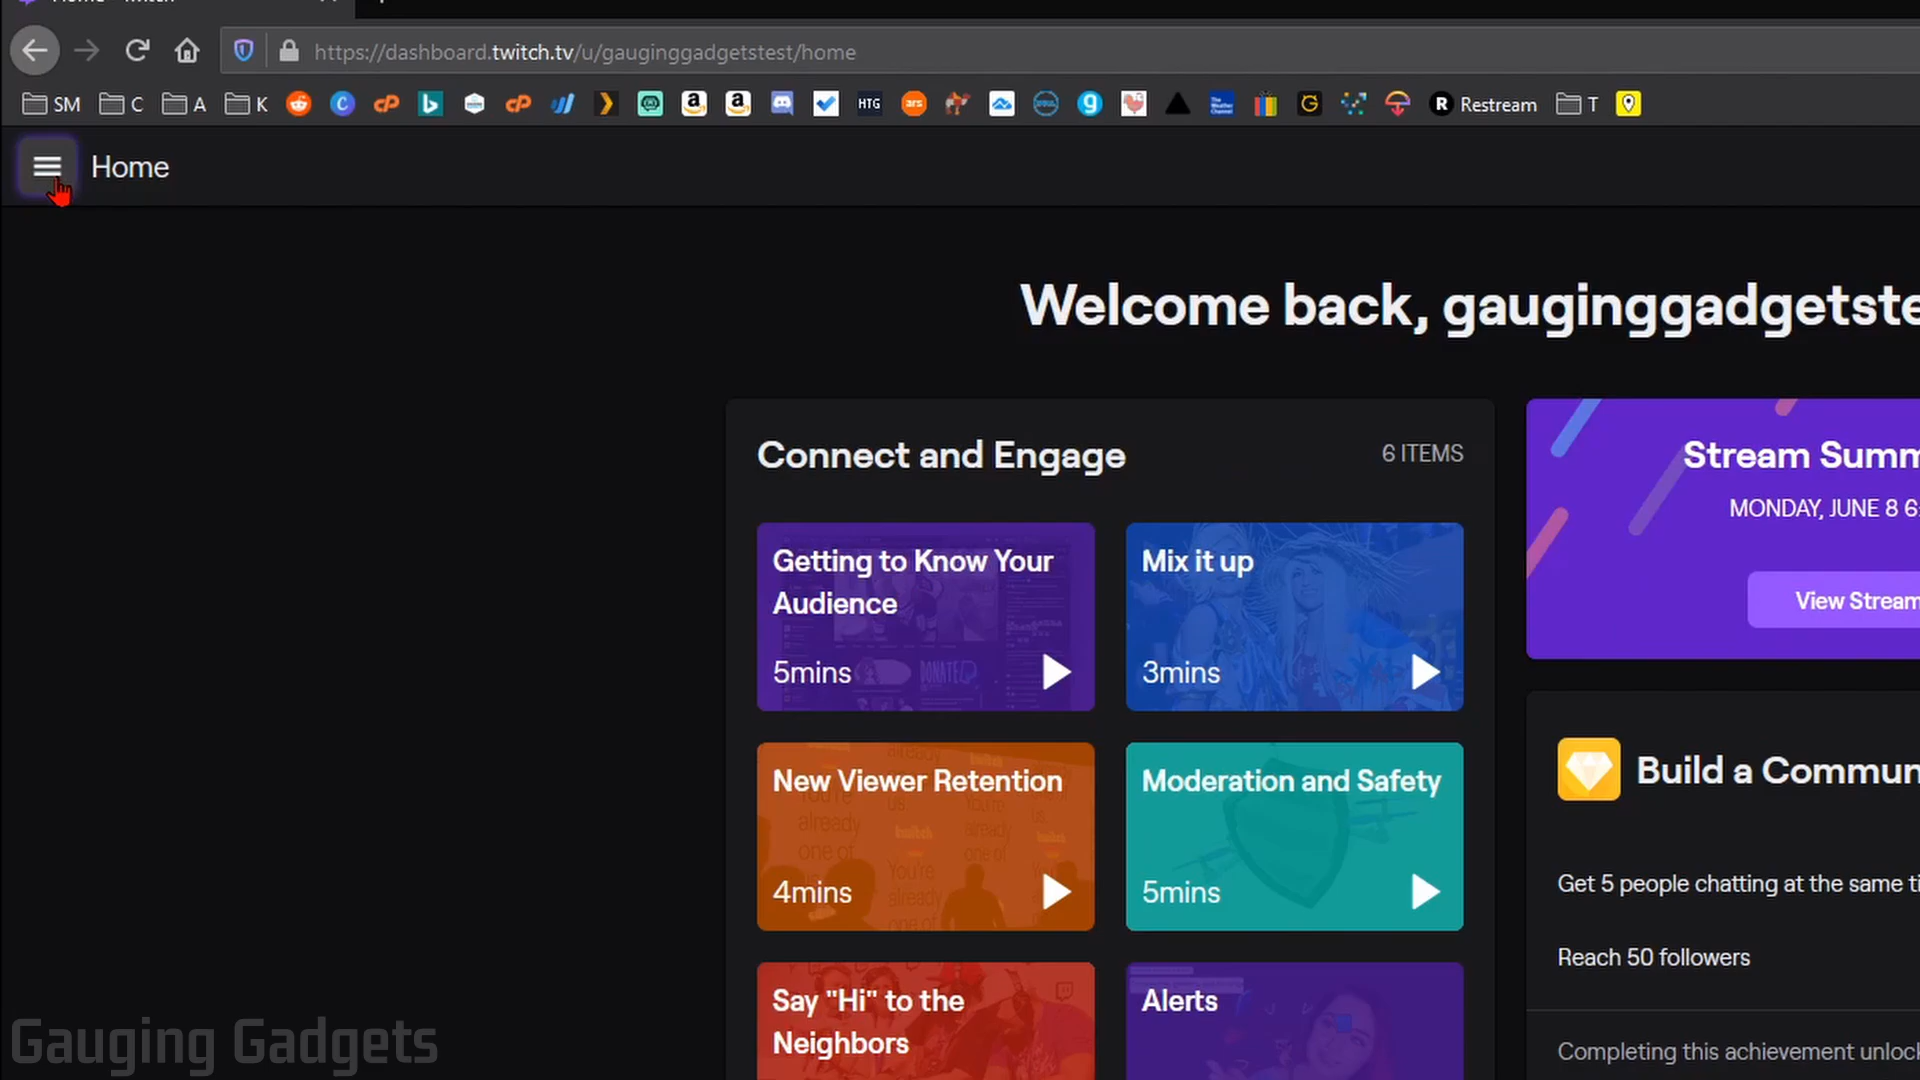 https://dashboard.twitch.tv/u/gauginggadgetstest/home
SM C A K HTG ars Restream T
Home
Welcome back, gauginggadgetste
Connect and Engage 6 ITEMS
Getting to Know Your
Audience
5mins
Mix it up
3mins
New Viewer Retention
4mins
Moderation and Safety
5mins
Say "Hi" to the
Neighbors
Alerts
Stream Summ
MONDAY, JUNE 8 6
View Stream
Build a Commun
Get 5 people chatting at the same ti
Reach 50 followers
Completing this achievement unlock
Gauging Gadgets